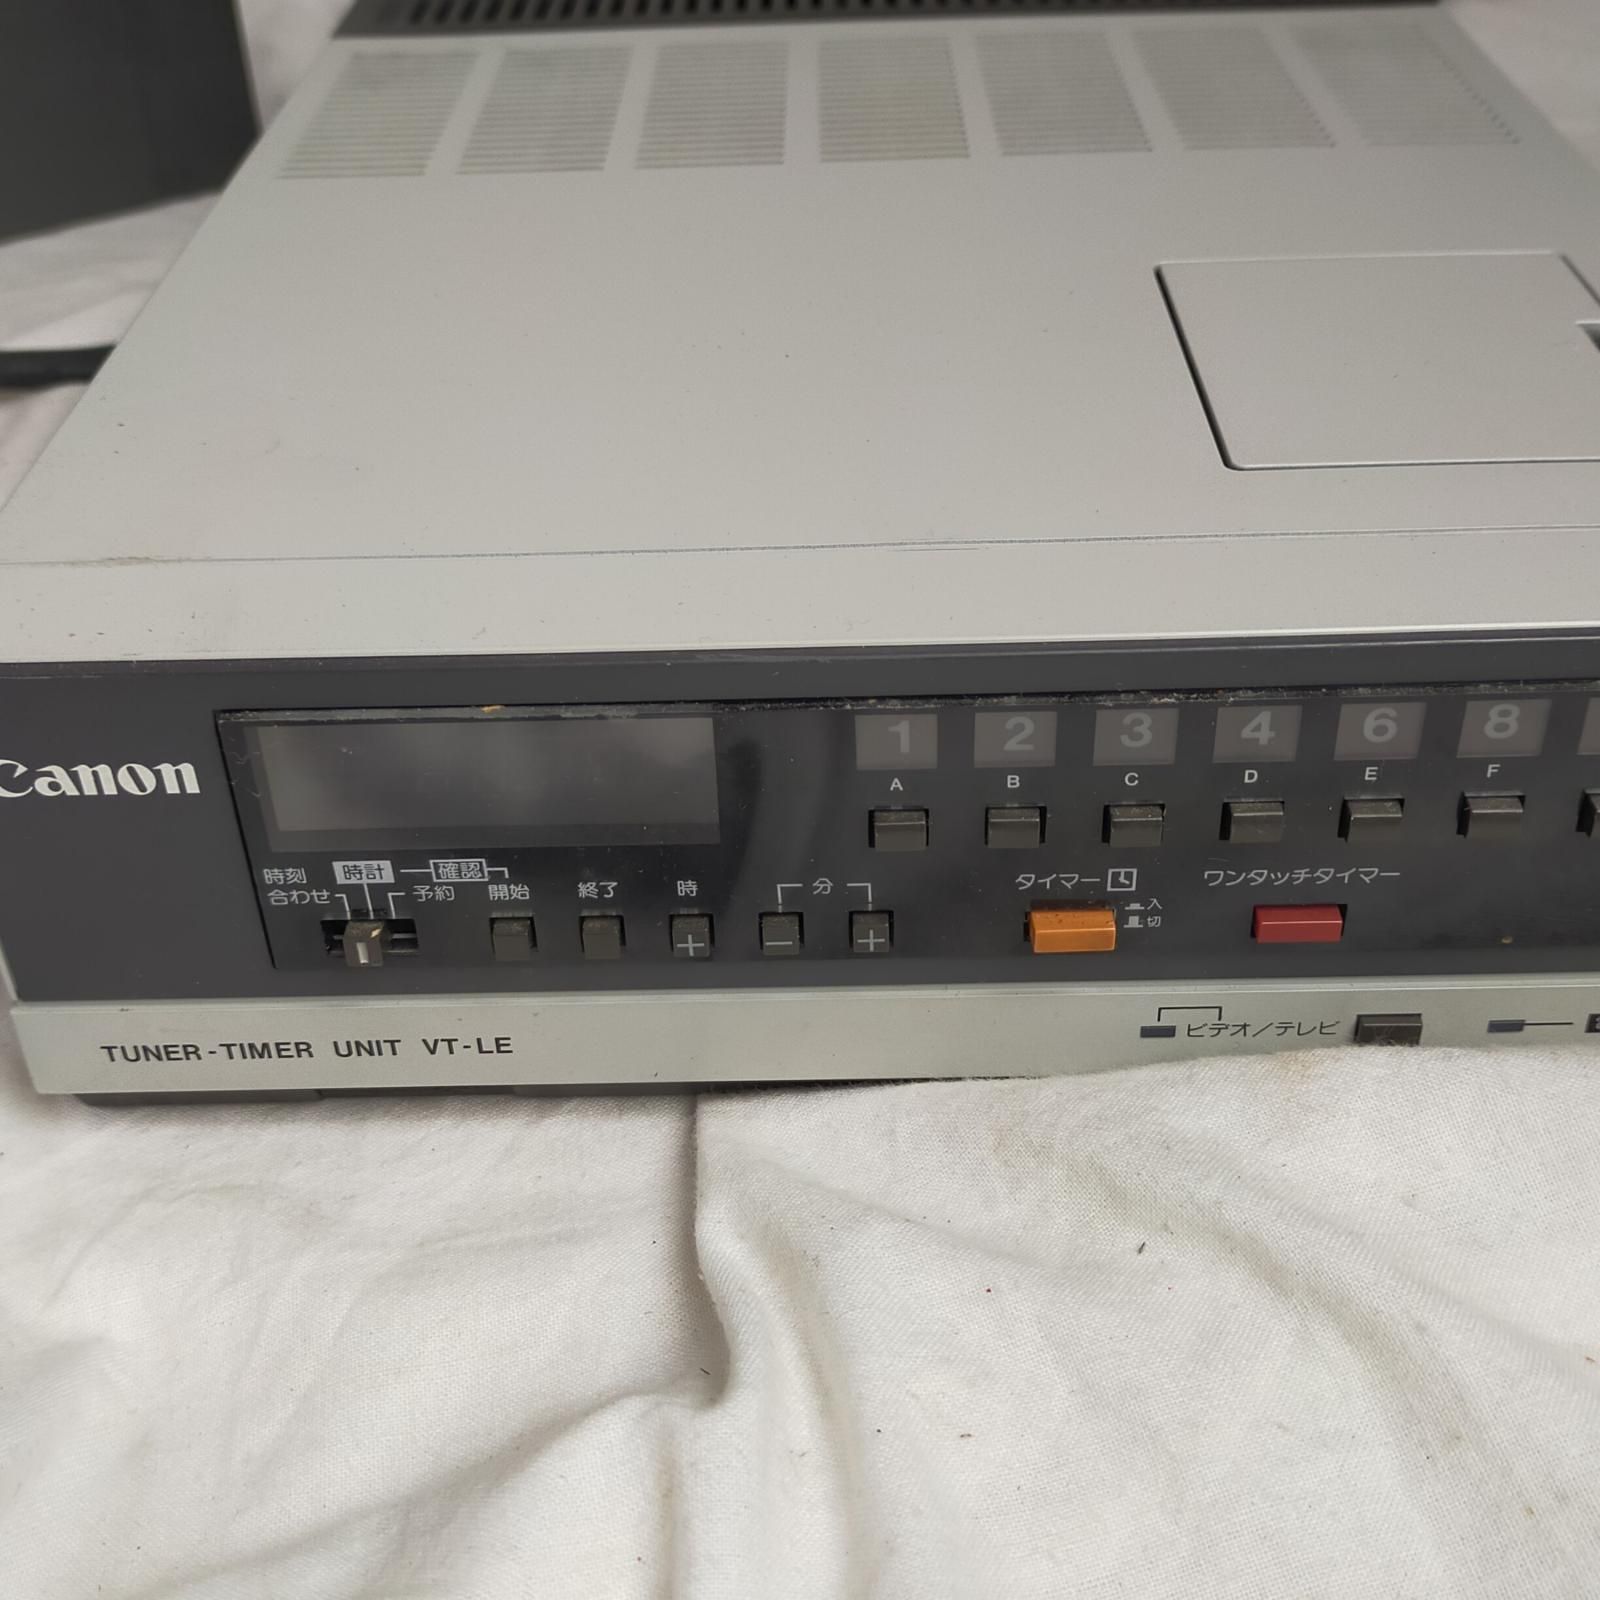 1 2 3 4 6 8
Canon
A B C D E F
時刻合わせ 時計 確認 予約 開始 終了 時 分
+ − +
タイマー 入 切 ワンタッチタイマー
TUNER-TIMER UNIT VT-LE
ビデオ/テレビ